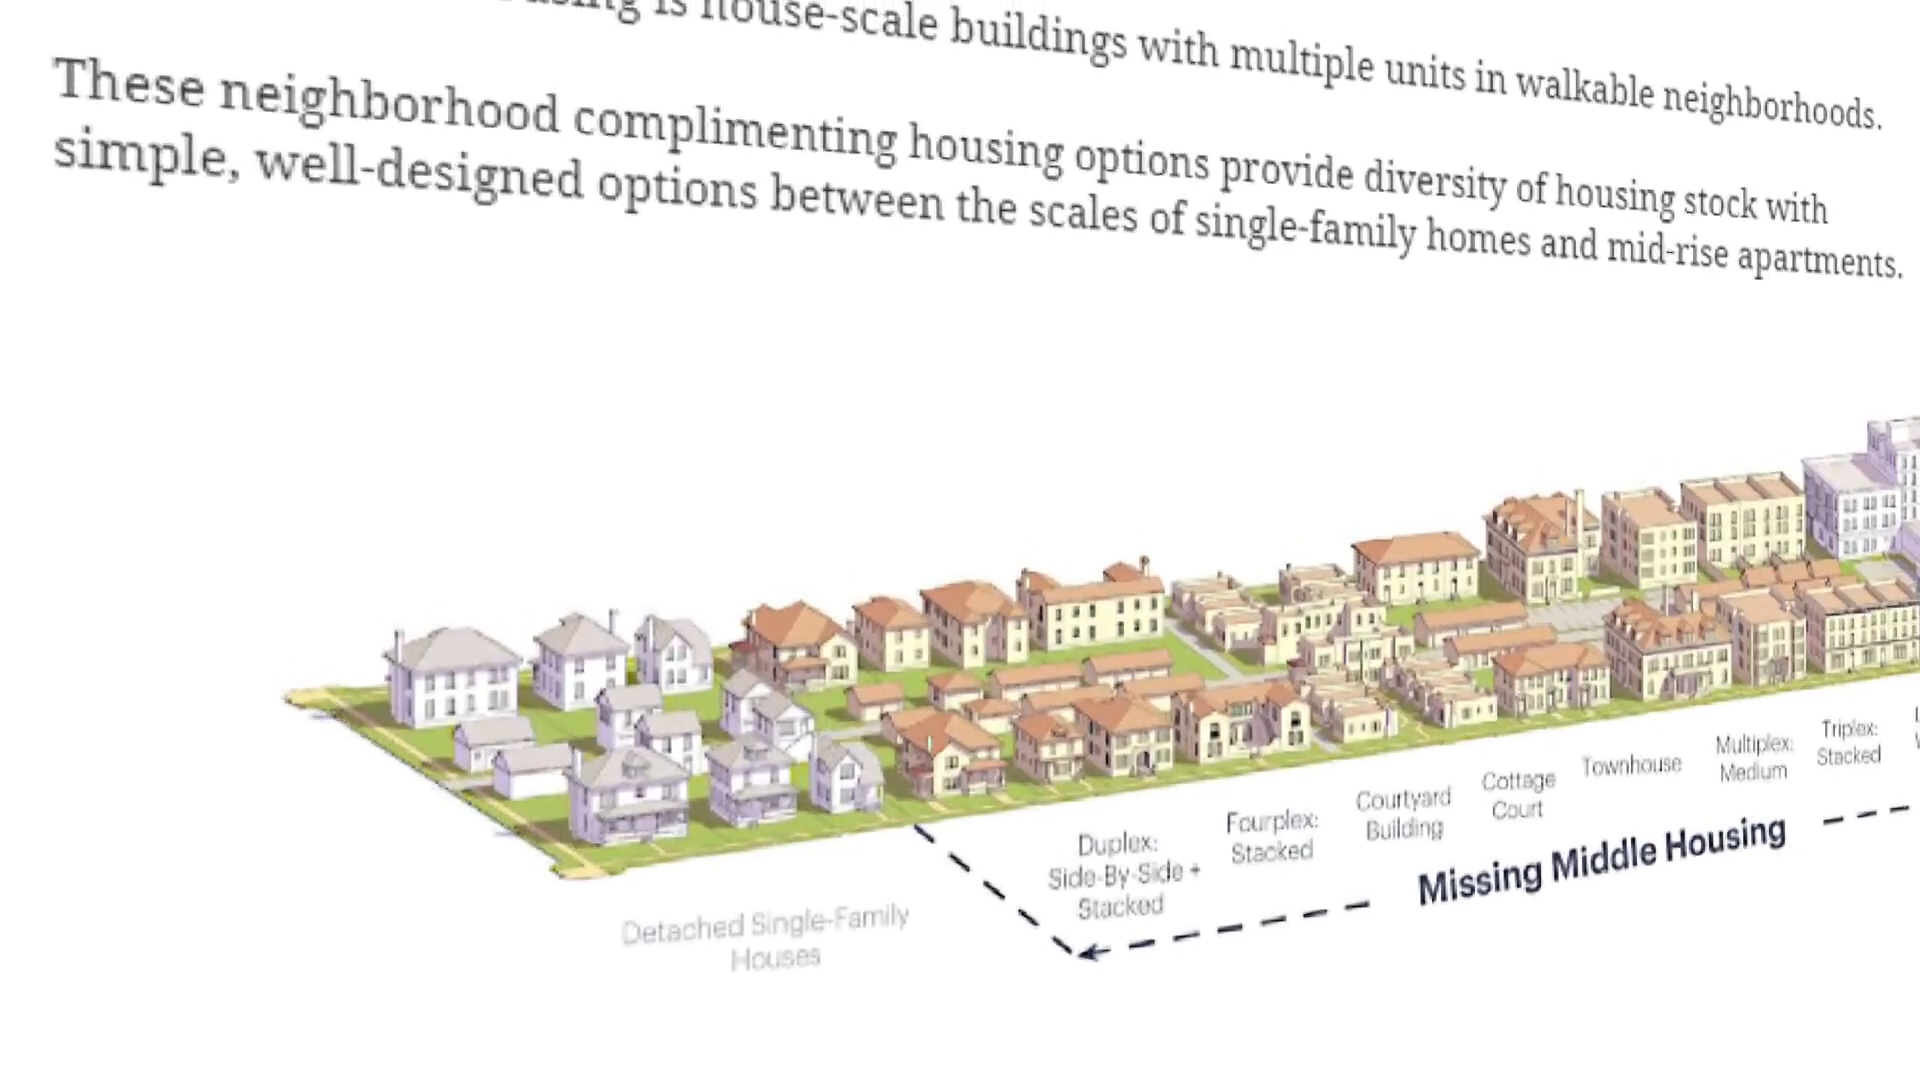 is house-scale buildings with multiple units in walkable neighborhoods.
These neighborhood complimenting housing options provide diversity of housing stock with
simple, well-designed options between the scales of single-family homes and mid-rise apartments.
Detached Single-Family
Houses
Duplex:
Side-By-Side +
Stacked
Fourplex:
Stacked
Courtyard
Building
Cottage
Court
Townhouse
Multiplex:
Medium
Triplex:
Stacked
Missing Middle Housing